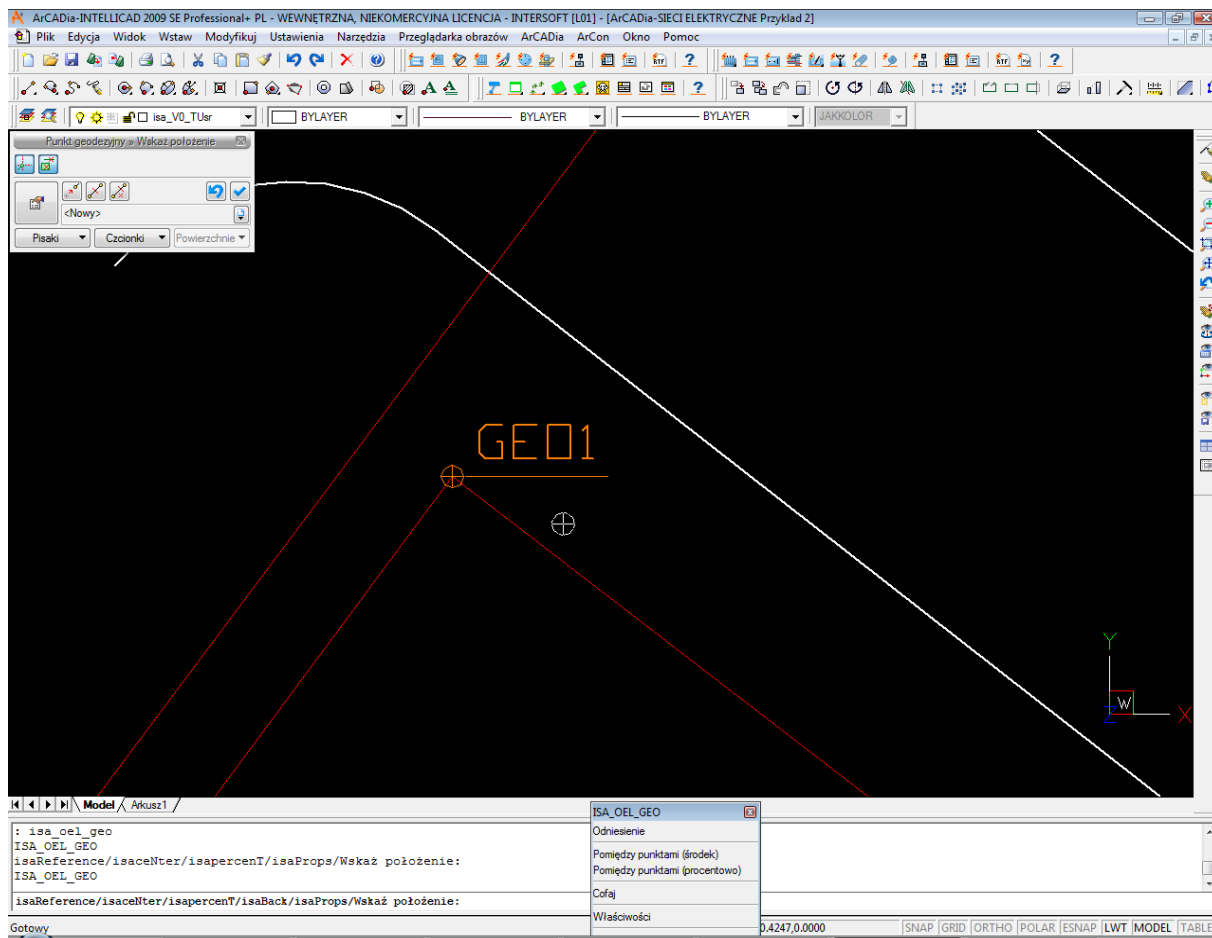 ArCADia-INTELLICAD 2009 SE Professional+ PL - WEWNĘTRZNA, NIEKOMERCYJNA LICENCJA - INTERSOFT [L01] - [ArCADia-SIECI ELEKTRYCZNE Przyklad 2]
Plik Edycja Widok Wstaw Modyfikuj Ustawienia Narzędzia Przeglądarka obrazów ArCADia ArCon Okno Pomoc
isa_V0_TUsr BYLAYER BYLAYER BYLAYER JAKKOLOR
Punkt geodezyjny » Wskaż położenie
<Nowy>
Pisaki Czcionki Powierzchnie
GEO1
Y
W
Z X
Model Arkusz1
: isa_oel_geo
ISA_OEL_GEO
isaReference/isaceNter/isapercenT/isaProps/Wskaż położenie:
ISA_OEL_GEO
isaReference/isaceNter/isapercenT/isaBack/isaProps/Wskaż położenie:
ISA_OEL_GEO
Odniesienie
Pomiędzy punktami (środek)
Pomiędzy punktami (procentowo)
Cofaj
Właściwości
Gotowy 0.4247,0.0000 SNAP GRID ORTHO POLAR ESNAP LWT MODEL TABLE